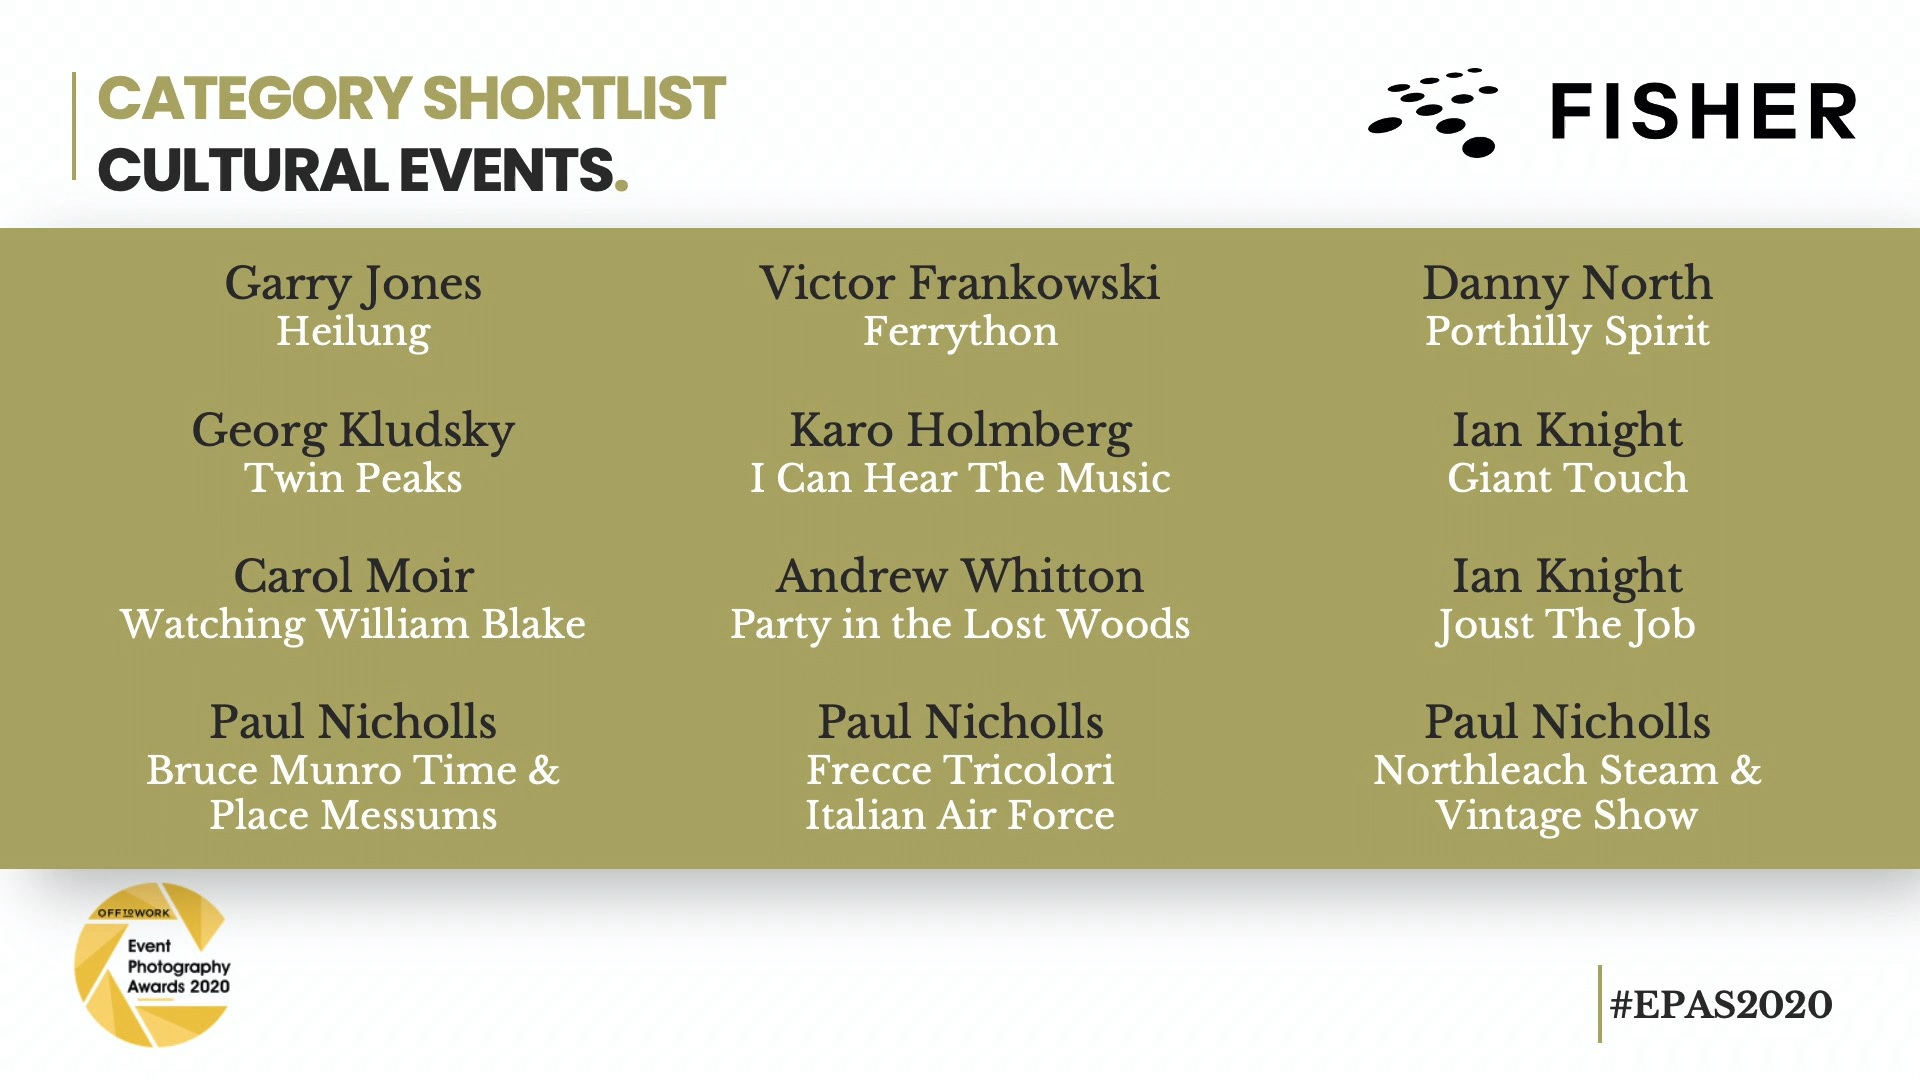 CATEGORY SHORTLIST
CULTURAL EVENTS.
FISHER
Garry Jones
Heilung
Victor Frankowski
Ferrython
Danny North
Porthilly Spirit
Georg Kludsky
Twin Peaks
Karo Holmberg
I Can Hear The Music
Ian Knight
Giant Touch
Carol Moir
Watching William Blake
Andrew Whitton
Party in the Lost Woods
Ian Knight
Joust The Job
Paul Nicholls
Bruce Munro Time &
Place Messums
Paul Nicholls
Frecce Tricolori
Italian Air Force
Paul Nicholls
Northleach Steam &
Vintage Show
OFF TO WORK
Event
Photography
Awards 2020
#EPAS2020